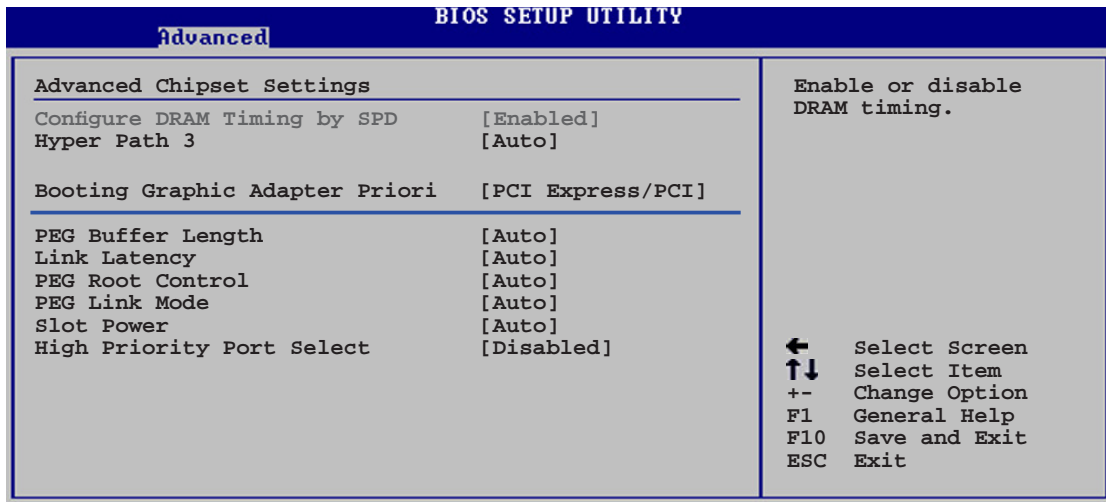 BIOS SETUP UTILITY
Advanced
Advanced Chipset Settings
Configure DRAM Timing by SPD [Enabled]
Hyper Path 3 [Auto]
Booting Graphic Adapter Priori [PCI Express/PCI]
PEG Buffer Length [Auto]
Link Latency [Auto]
PEG Root Control [Auto]
PEG Link Mode [Auto]
Slot Power [Auto]
High Priority Port Select [Disabled]
Enable or disable
DRAM timing.
← Select Screen
↑↓ Select Item
+- Change Option
F1 General Help
F10 Save and Exit
ESC Exit